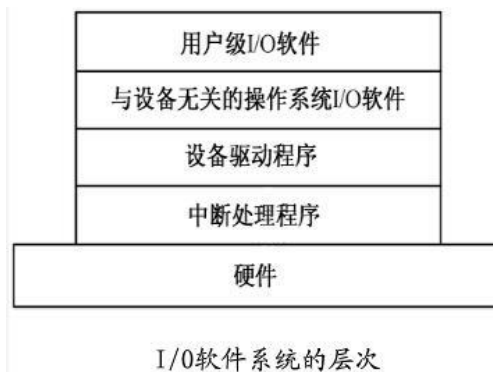 用户级I/O软件
与设备无关的操作系统I/O软件
设备驱动程序
中断处理程序
硬件
I/O软件系统的层次